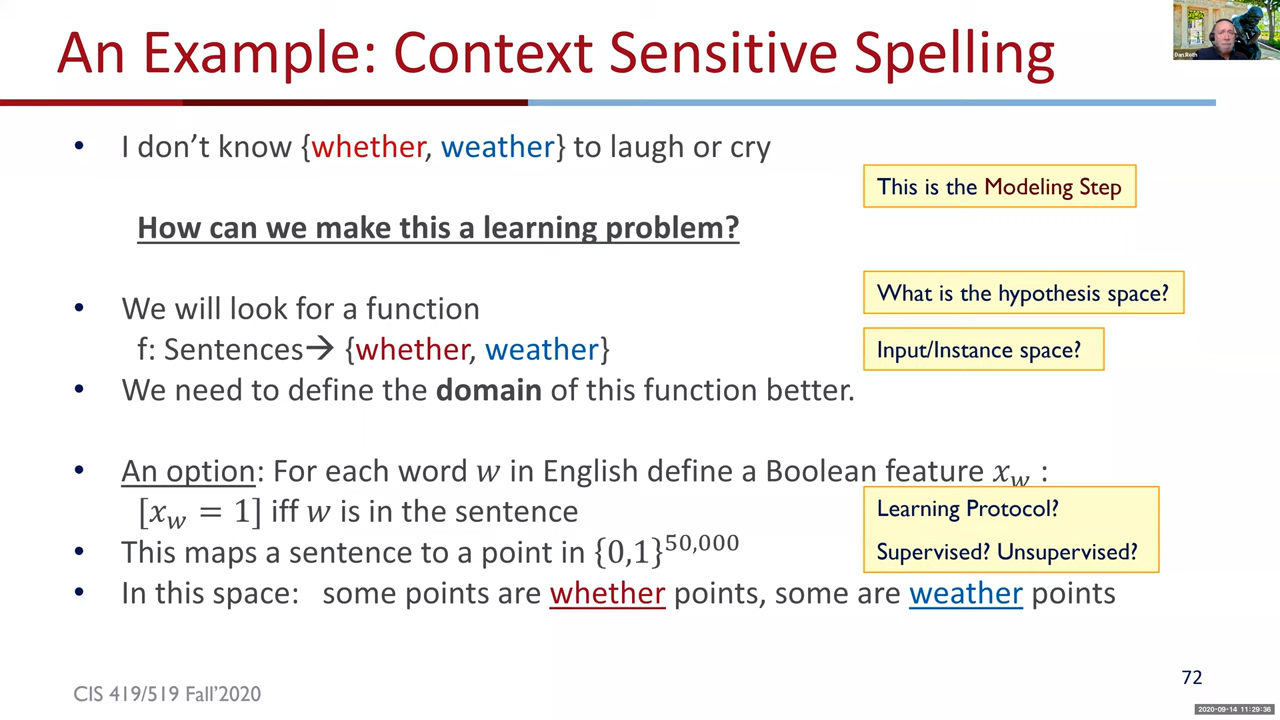 An Example: Context Sensitive Spelling
Dan Roth
• I don't know {whether, weather} to laugh or cry
This is the Modeling Step
How can we make this a learning problem?
What is the hypothesis space?
• We will look for a function
f: Sentences→ {whether, weather}
Input/Instance space?
• We need to define the domain of this function better.
• An option: For each word 𝑤 in English define a Boolean feature 𝑥_𝑤 :
[𝑥_𝑤 = 1] iff 𝑤 is in the sentence
Learning Protocol?
• This maps a sentence to a point in {0,1}^50,000
Supervised? Unsupervised?
• In this space: some points are whether points, some are weather points
72
CIS 419/519 Fall'2020
2020-09-14 11:29:36